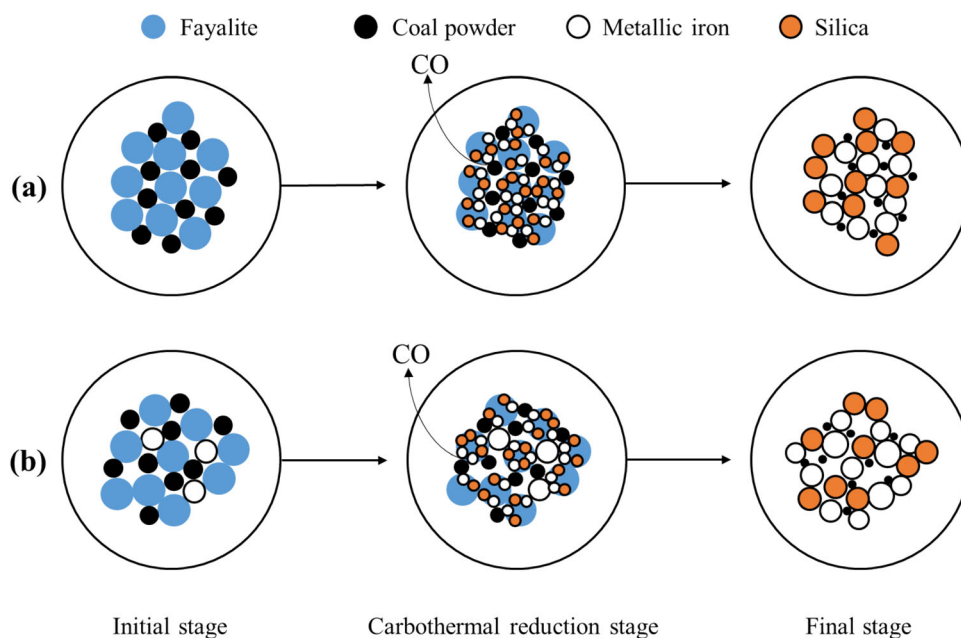 Fayalite Coal powder Metallic iron Silica
CO
(a)
CO
(b)
Initial stage Carbothermal reduction stage Final stage